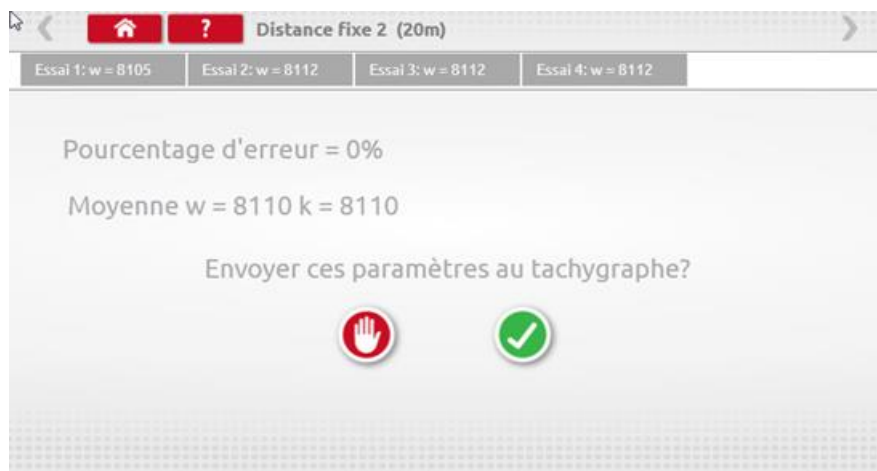 ? Distance fixe 2 (20m)
Essai 1: w = 8105 Essai 2: w = 8112 Essai 3: w = 8112 Essai 4: w = 8112
Pourcentage d'erreur = 0%
Moyenne w = 8110 k = 8110
Envoyer ces paramètres au tachygraphe?